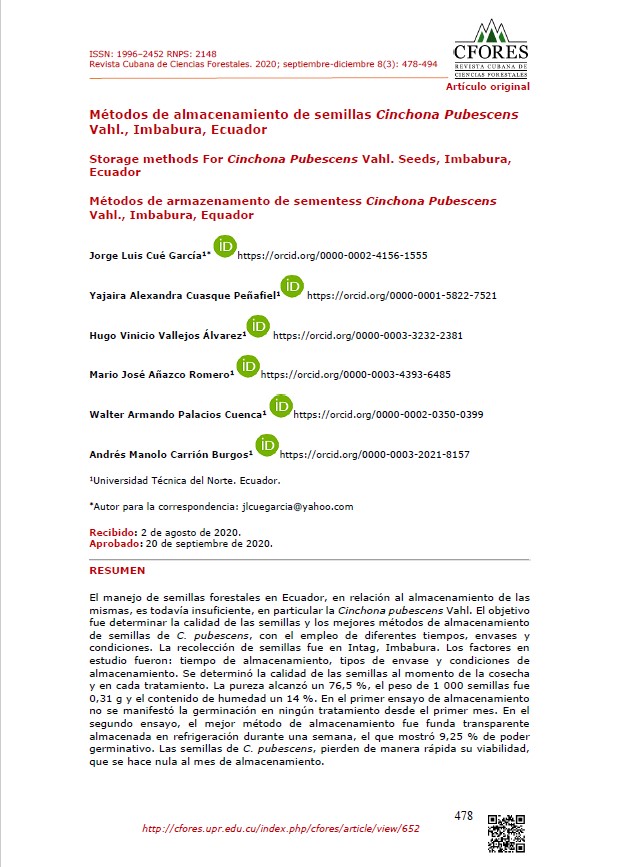 ISSN: 1996–2452 RNPS: 2148
Revista Cubana de Ciencias Forestales. 2020; septiembre-diciembre 8(3): 478-494
CFORES
REVISTA CUBANA DE
CIENCIAS FORESTALES
Artículo original
Métodos de almacenamiento de semillas Cinchona Pubescens
Vahl., Imbabura, Ecuador
Storage methods For Cinchona Pubescens Vahl. Seeds, Imbabura,
Ecuador
Métodos de armazenamento de sementess Cinchona Pubescens
Vahl., Imbabura, Equador
Jorge Luis Cué García¹* iD https://orcid.org/0000-0002-4156-1555
Yajaira Alexandra Cuasque Peñafiel¹ iD https://orcid.org/0000-0001-5822-7521
Hugo Vinicio Vallejos Álvarez¹ iD https://orcid.org/0000-0003-3232-2381
Mario José Añazco Romero¹ iD https://orcid.org/0000-0003-4393-6485
Walter Armando Palacios Cuenca¹ iD https://orcid.org/0000-0002-0350-0399
Andrés Manolo Carrión Burgos¹ iD https://orcid.org/0000-0003-2021-8157
¹Universidad Técnica del Norte. Ecuador.
*Autor para la correspondencia: jlcuegarcia@yahoo.com
Recibido: 2 de agosto de 2020.
Aprobado: 20 de septiembre de 2020.
RESUMEN
El manejo de semillas forestales en Ecuador, en relación al almacenamiento de las
mismas, es todavía insuficiente, en particular la Cinchona pubescens Vahl. El objetivo
fue determinar la calidad de las semillas y los mejores métodos de almacenamiento
de semillas de C. pubescens, con el empleo de diferentes tiempos, envases y
condiciones. La recolección de semillas fue en Intag, Imbabura. Los factores en
estudio fueron: tiempo de almacenamiento, tipos de envase y condiciones de
almacenamiento. Se determinó la calidad de las semillas al momento de la cosecha
y en cada tratamiento. La pureza alcanzó un 76,5 %, el peso de 1 000 semillas fue
0,31 g y el contenido de humedad un 14 %. En el primer ensayo de almacenamiento
no se manifestó la germinación en ningún tratamiento desde el primer mes. En el
segundo ensayo, el mejor método de almacenamiento fue funda transparente
almacenada en refrigeración durante una semana, el que mostró 9,25 % de poder
germinativo. Las semillas de C. pubescens, pierden de manera rápida su viabilidad,
que se hace nula al mes de almacenamiento.
478
http://cfores.upr.edu.cu/index.php/cfores/article/view/652